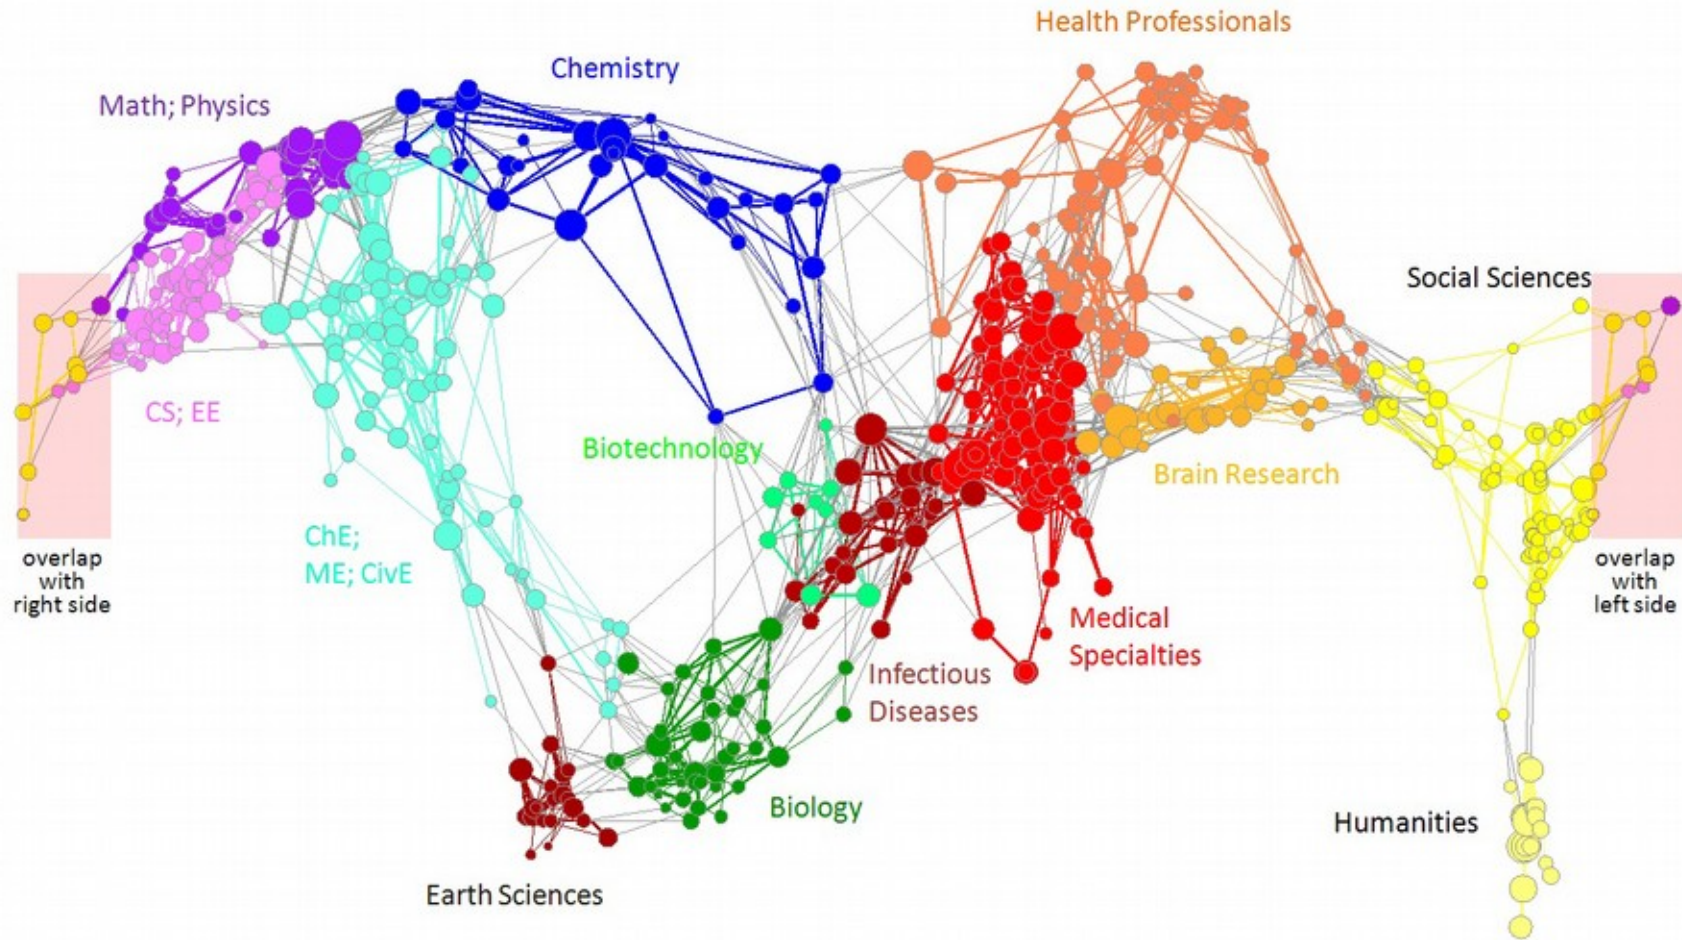 Health Professionals
Chemistry
Math; Physics
Social Sciences
CS; EE
Biotechnology
Brain Research
ChE;
ME; CivE
overlap
with
right side
overlap
with
left side
Medical
Specialties
Infectious
Diseases
Biology
Humanities
Earth Sciences